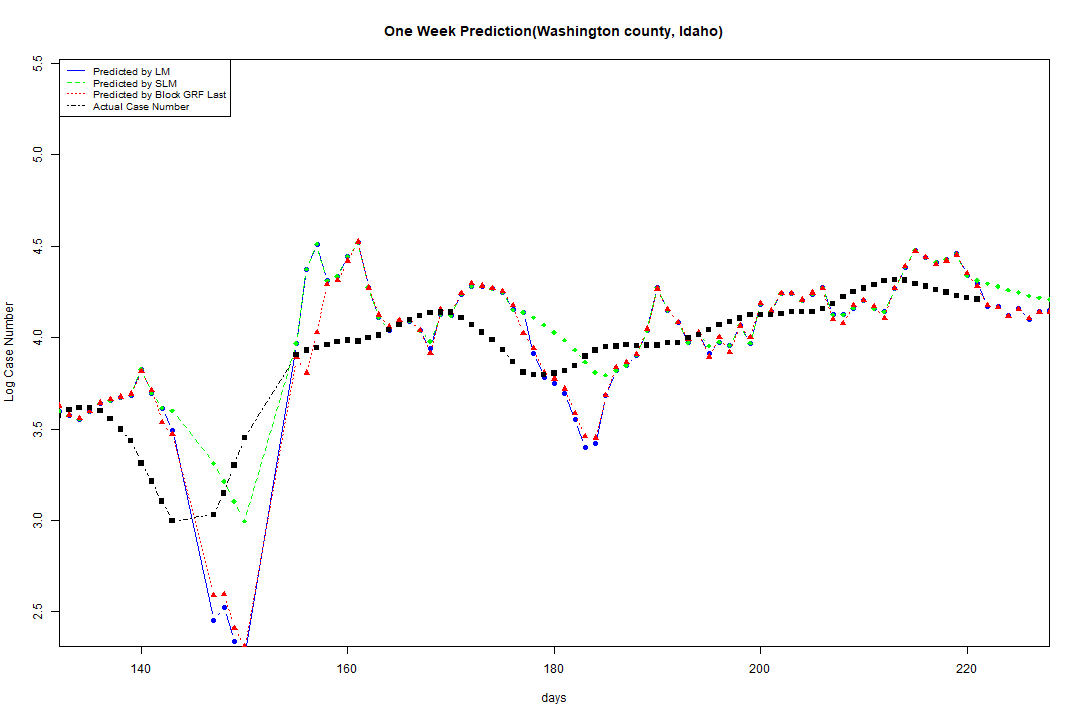 One Week Prediction(Washington county, Idaho)
Predicted by LM
Predicted by SLM
Predicted by Block GRF Last
Actual Case Number
5.5
5.0
4.5
4.0
3.5
3.0
2.5
Log Case Number
140 160 180 200 220
days